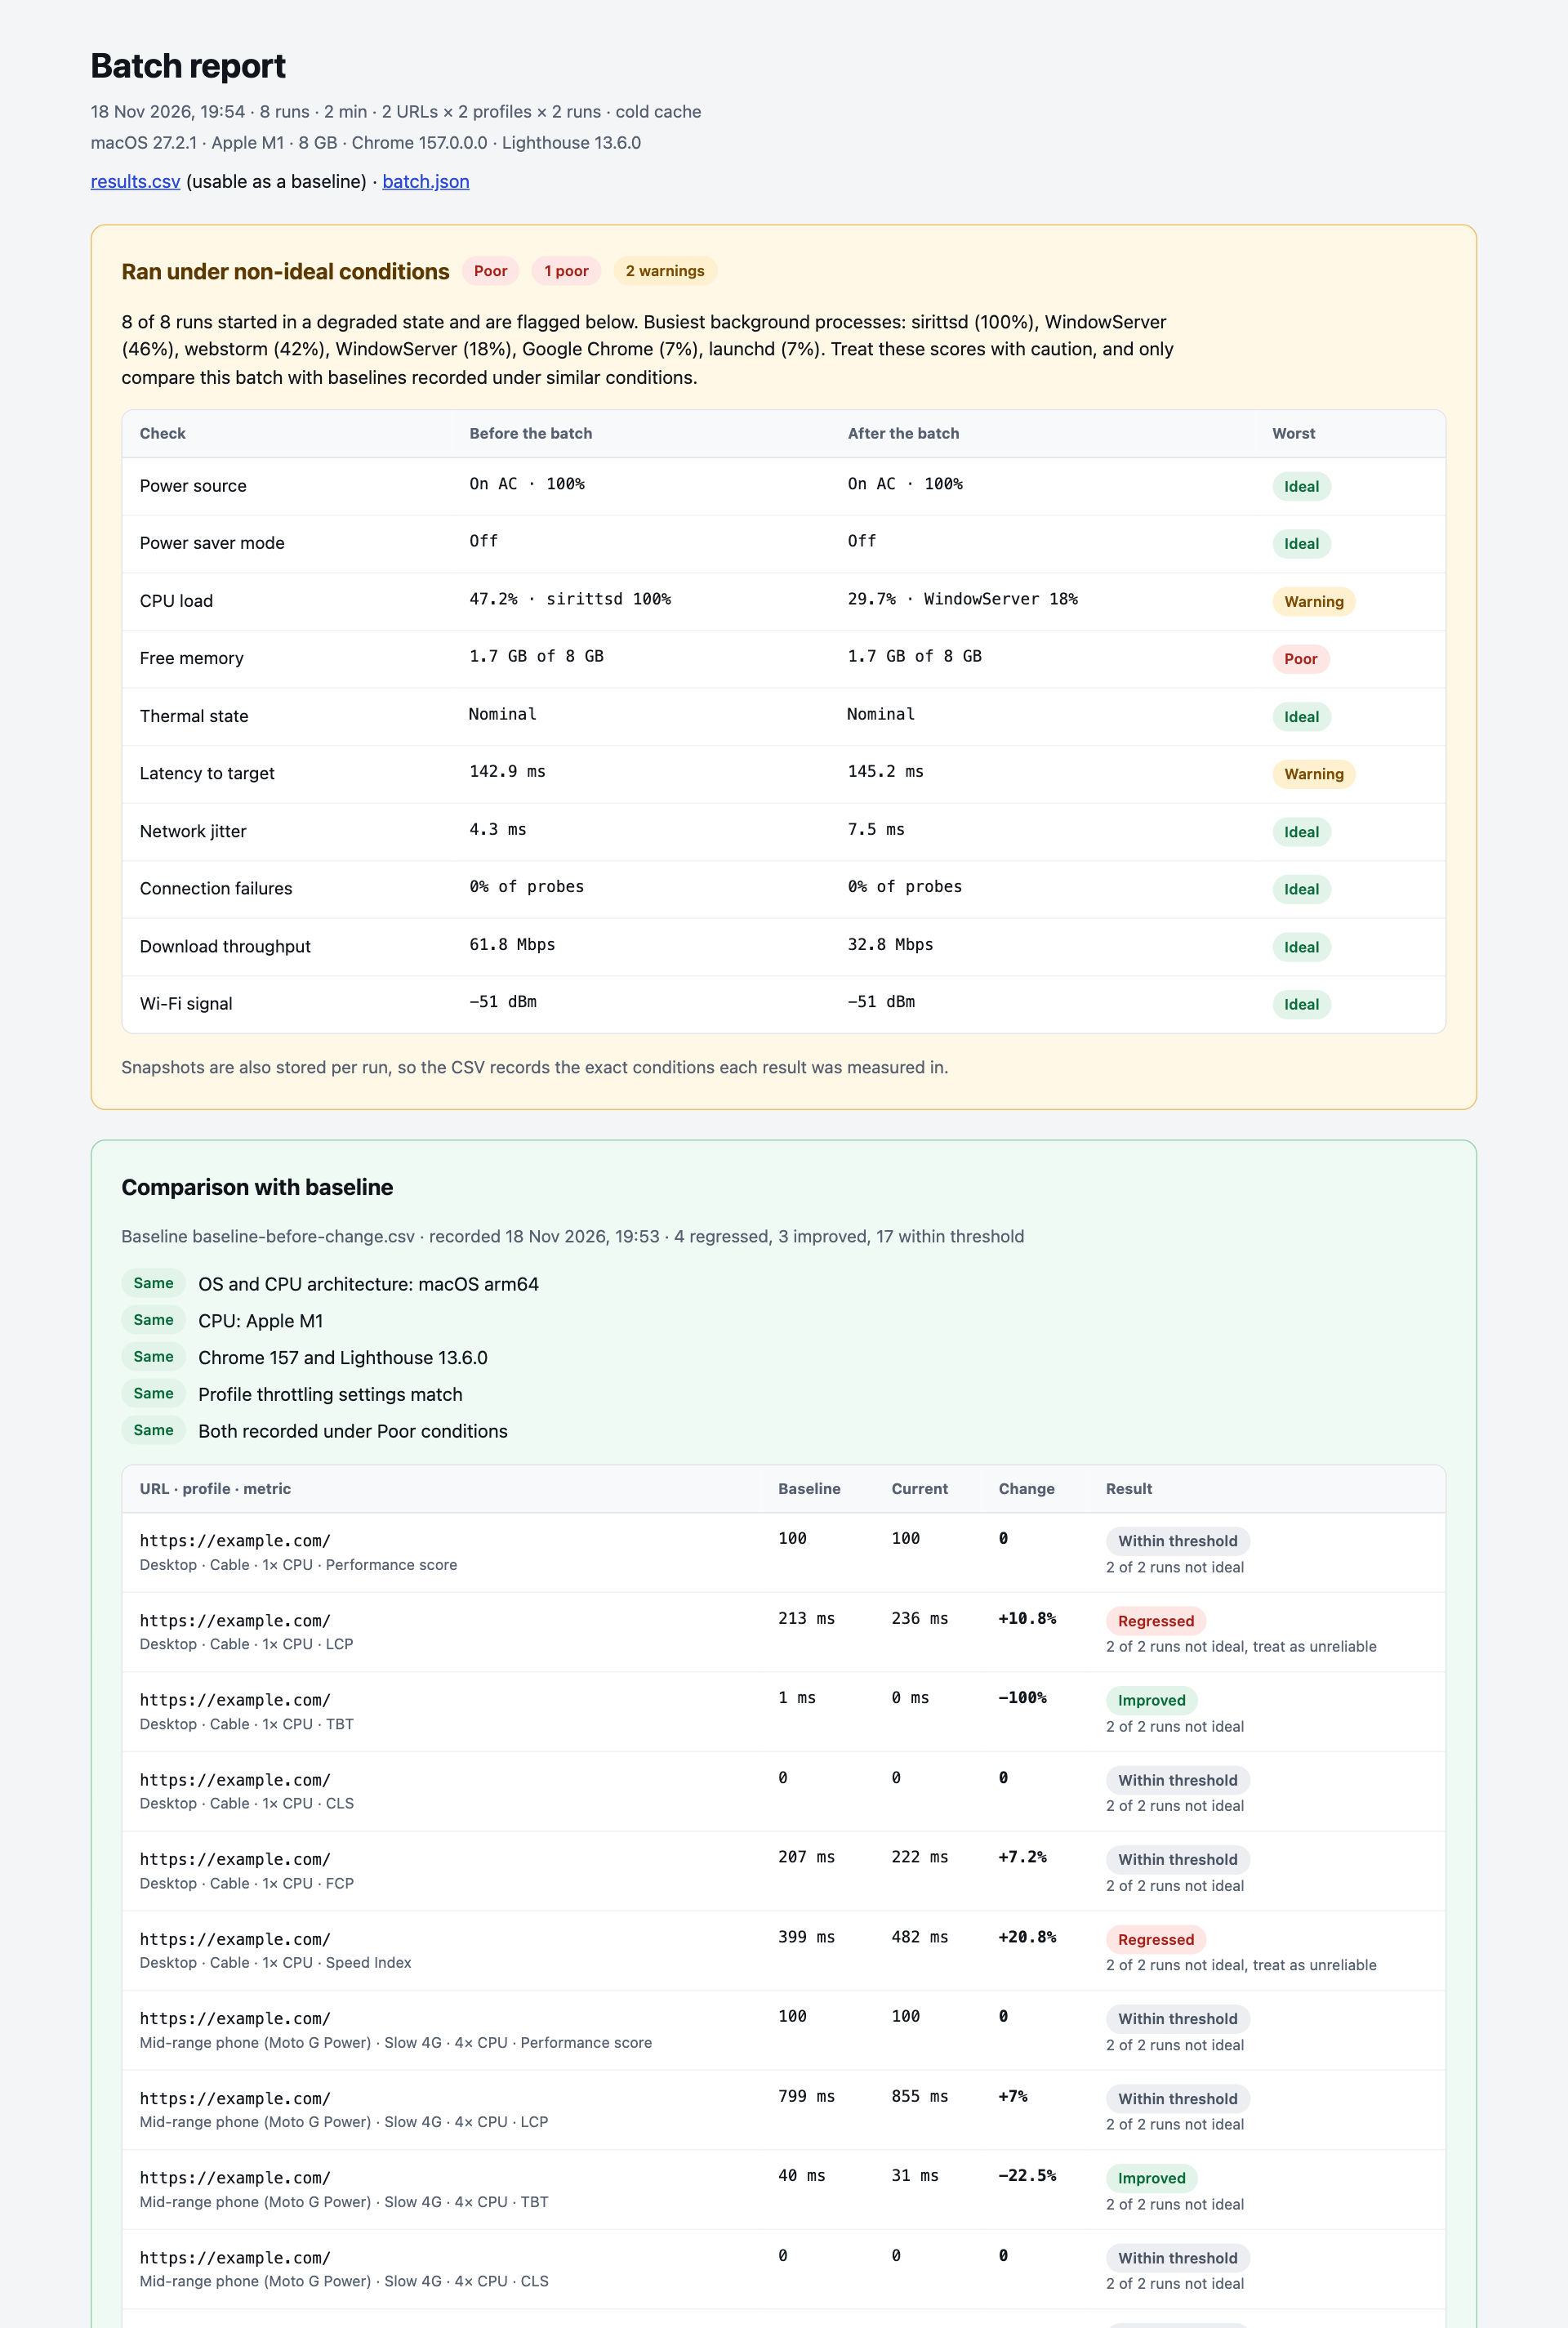 Batch report
18 Nov 2026, 19:54 · 8 runs · 2 min · 2 URLs × 2 profiles × 2 runs · cold cache
macOS 27.2.1 · Apple M1 · 8 GB · Chrome 157.0.0.0 · Lighthouse 13.6.0
results.csv (usable as a baseline) · batch.json
Ran under non-ideal conditions Poor 1 poor 2 warnings
8 of 8 runs started in a degraded state and are flagged below. Busiest background processes: sirittsd (100%), WindowServer
(46%), webstorm (42%), WindowServer (18%), Google Chrome (7%), launchd (7%). Treat these scores with caution, and only
compare this batch with baselines recorded under similar conditions.
Check Before the batch After the batch Worst
Power source On AC · 100% On AC · 100% Ideal
Power saver mode Off Off Ideal
CPU load 47.2% · sirittsd 100% 29.7% · WindowServer 18% Warning
Free memory 1.7 GB of 8 GB 1.7 GB of 8 GB Poor
Thermal state Nominal Nominal Ideal
Latency to target 142.9 ms 145.2 ms Warning
Network jitter 4.3 ms 7.5 ms Ideal
Connection failures 0% of probes 0% of probes Ideal
Download throughput 61.8 Mbps 32.8 Mbps Ideal
Wi-Fi signal −51 dBm −51 dBm Ideal
Snapshots are also stored per run, so the CSV records the exact conditions each result was measured in.
Comparison with baseline
Baseline baseline-before-change.csv · recorded 18 Nov 2026, 19:53 · 4 regressed, 3 improved, 17 within threshold
Same OS and CPU architecture: macOS arm64
Same CPU: Apple M1
Same Chrome 157 and Lighthouse 13.6.0
Same Profile throttling settings match
Same Both recorded under Poor conditions
URL · profile · metric Baseline Current Change Result
https://example.com/ 100 100 0 Within threshold
Desktop · Cable · 1× CPU · Performance score 2 of 2 runs not ideal
https://example.com/ 213 ms 236 ms +10.8% Regressed
Desktop · Cable · 1× CPU · LCP 2 of 2 runs not ideal, treat as unreliable
https://example.com/ 1 ms 0 ms −100% Improved
Desktop · Cable · 1× CPU · TBT 2 of 2 runs not ideal
https://example.com/ 0 0 0 Within threshold
Desktop · Cable · 1× CPU · CLS 2 of 2 runs not ideal
https://example.com/ 207 ms 222 ms +7.2% Within threshold
Desktop · Cable · 1× CPU · FCP 2 of 2 runs not ideal
https://example.com/ 399 ms 482 ms +20.8% Regressed
Desktop · Cable · 1× CPU · Speed Index 2 of 2 runs not ideal, treat as unreliable
https://example.com/ 100 100 0 Within threshold
Mid-range phone (Moto G Power) · Slow 4G · 4× CPU · Performance score 2 of 2 runs not ideal
https://example.com/ 799 ms 855 ms +7% Within threshold
Mid-range phone (Moto G Power) · Slow 4G · 4× CPU · LCP 2 of 2 runs not ideal
https://example.com/ 40 ms 31 ms −22.5% Improved
Mid-range phone (Moto G Power) · Slow 4G · 4× CPU · TBT 2 of 2 runs not ideal
https://example.com/ 0 0 0 Within threshold
Mid-range phone (Moto G Power) · Slow 4G · 4× CPU · CLS 2 of 2 runs not ideal